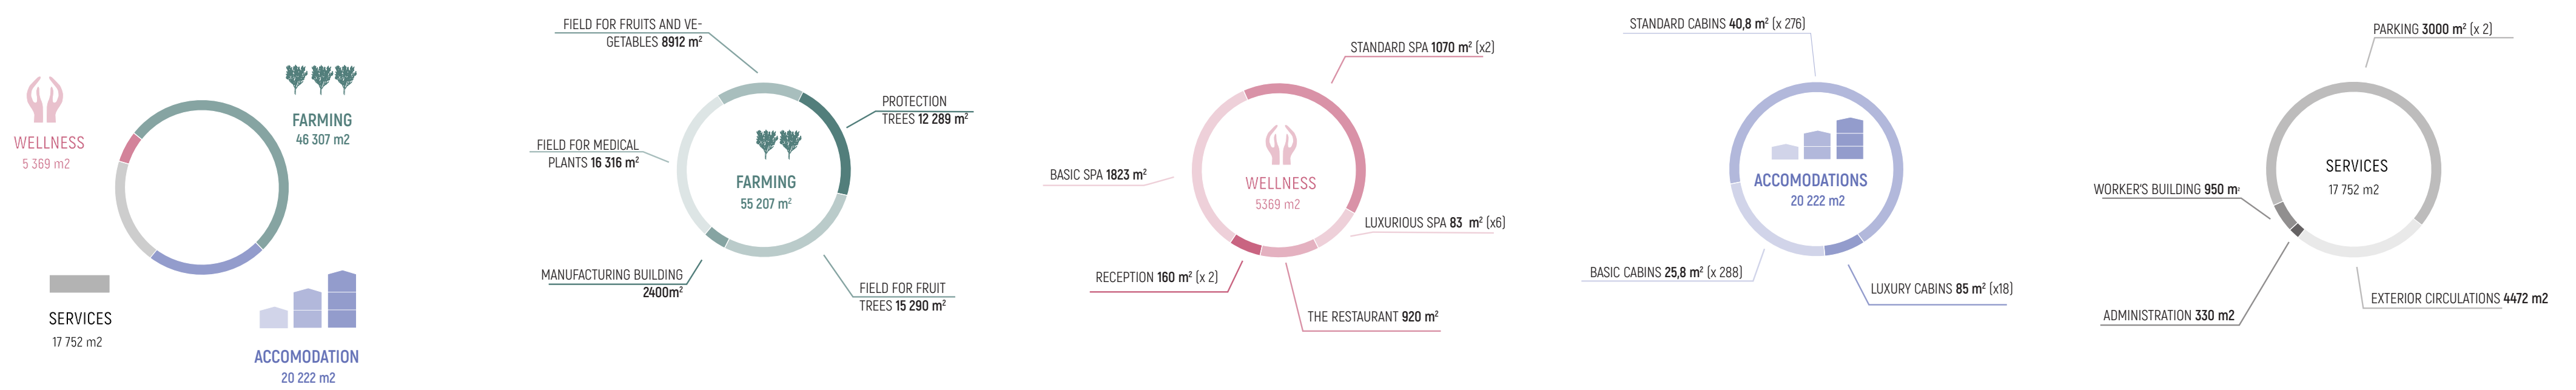 WELLNESS
5 369 m2
FARMING
46 307 m2
SERVICES
17 752 m2
ACCOMODATION
20 222 m2
FIELD FOR FRUITS AND VE-
GETABLES 8912 m²
PROTECTION
TREES 12 289 m²
FIELD FOR MEDICAL
PLANTS 16 316 m²
FARMING
55 207 m²
MANUFACTURING BUILDING
2400m²
FIELD FOR FRUIT
TREES 15 290 m²
STANDARD SPA 1070 m² (x2)
BASIC SPA 1823 m²
WELLNESS
5369 m2
LUXURIOUS SPA 83 m² (x6)
RECEPTION 160 m² (x 2)
THE RESTAURANT 920 m²
STANDARD CABINS 40,8 m² (x 276)
ACCOMODATIONS
20 222 m2
BASIC CABINS 25,8 m² (x 288)
LUXURY CABINS 85 m² (x18)
PARKING 3000 m² (x 2)
SERVICES
17 752 m2
WORKER'S BUILDING 950 m²
EXTERIOR CIRCULATIONS 4472 m2
ADMINISTRATION 330 m2